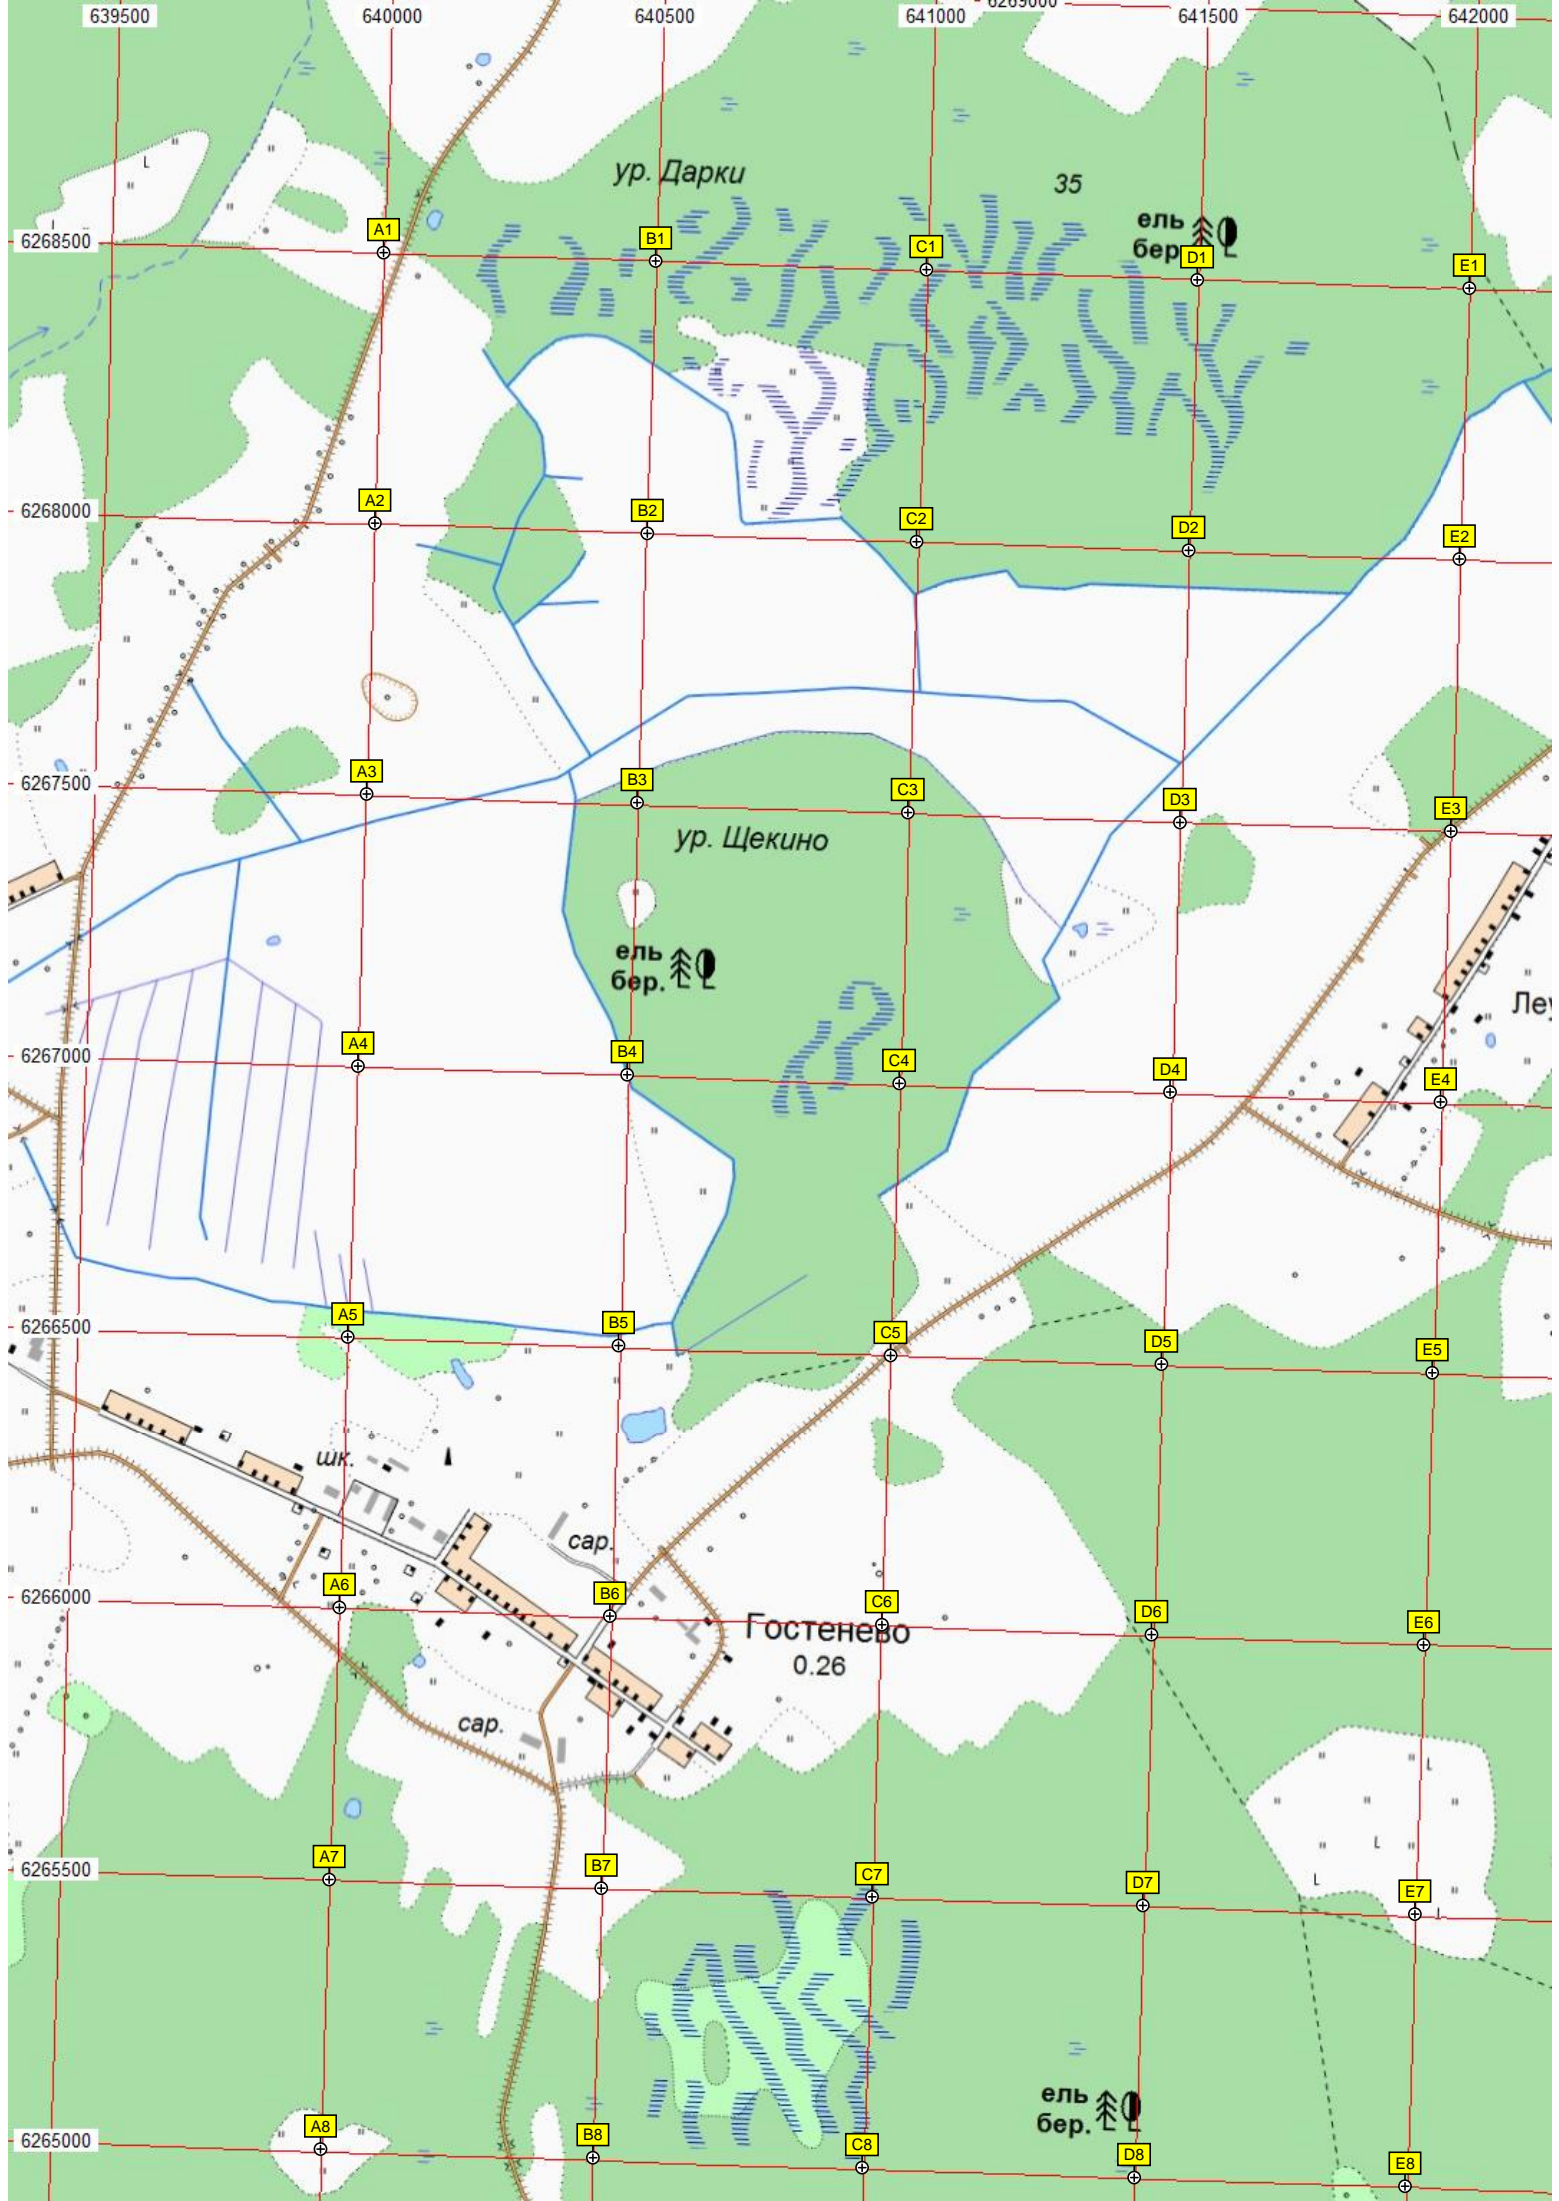 6269000
639500 640000 640500 641000 641500 642000
ур. Дарки
35
ель
бер.
6268500
A1 B1 C1 D1 E1
6268000
A2 B2 C2 D2 E2
6267500
A3 B3 C3 D3 E3
ур. Щекино
ель
бер.
6267000
A4 B4 C4 D4 E4
6266500
A5 B5 C5 D5 E5
шк.
сар.
6266000
A6 B6 C6 D6 E6
Гостенево
0.26
сар.
6265500
A7 B7 C7 D7 E7
ель
бер.
6265000
A8 B8 C8 D8 E8